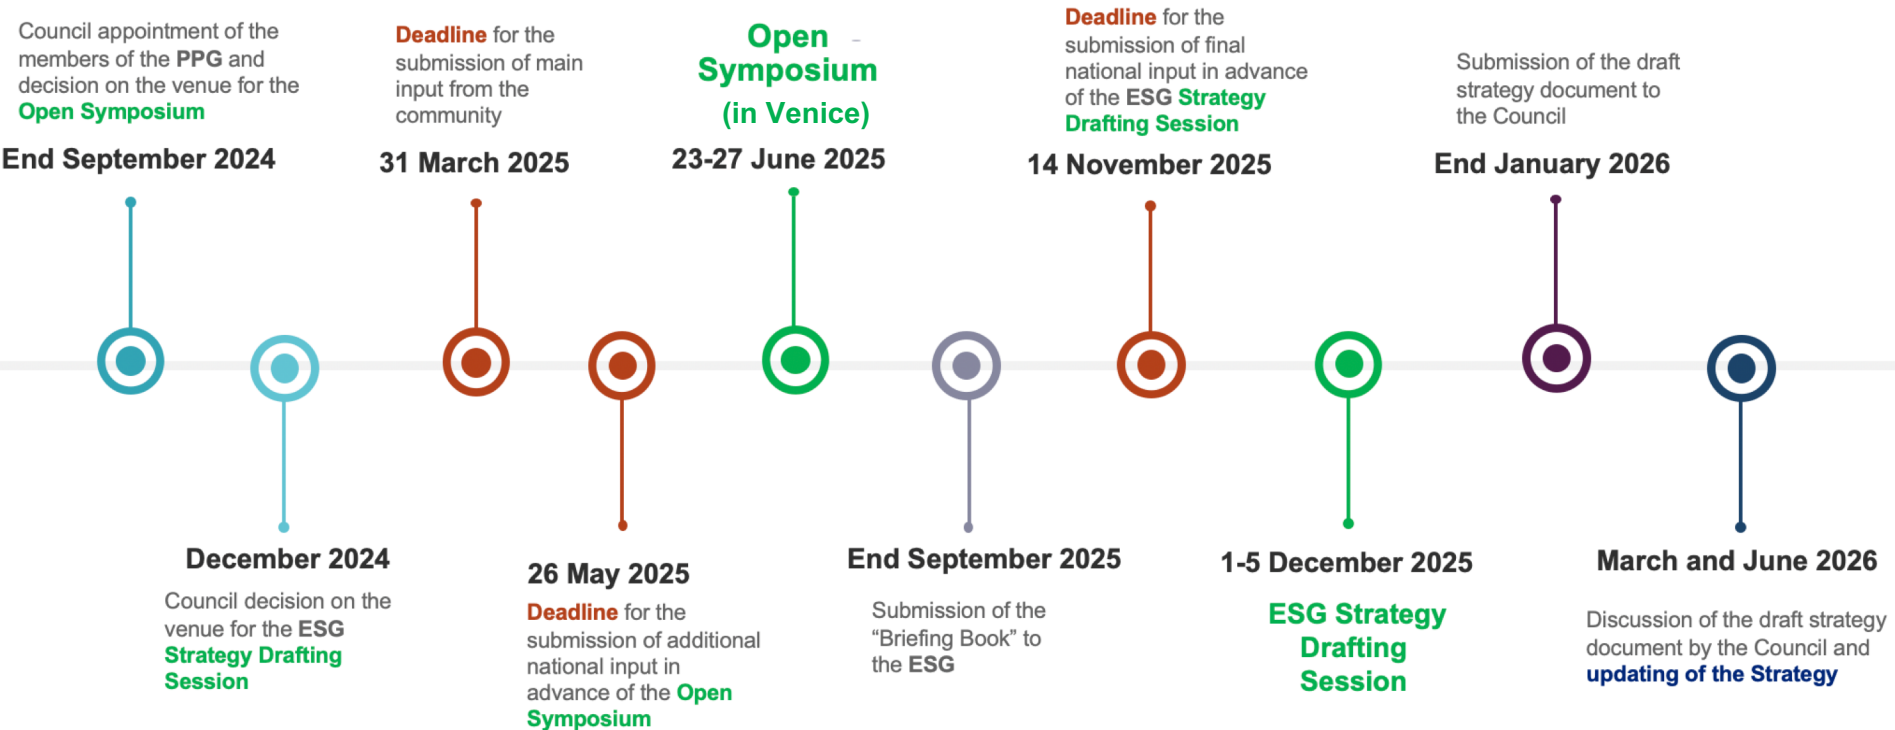 Council appointment of the
members of the PPG and
decision on the venue for the
Open Symposium
End September 2024
December 2024
Council decision on the
venue for the ESG
Strategy Drafting
Session
Deadline for the
submission of main
input from the
community
31 March 2025
26 May 2025
Deadline for the
submission of additional
national input in
advance of the Open
Symposium
Open
Symposium
(in Venice)
23-27 June 2025
End September 2025
Submission of the
“Briefing Book” to
the ESG
Deadline for the
submission of final
national input in advance
of the ESG Strategy
Drafting Session
14 November 2025
1-5 December 2025
ESG Strategy
Drafting
Session
Submission of the draft
strategy document to
the Council
End January 2026
March and June 2026
Discussion of the draft strategy
document by the Council and
updating of the Strategy